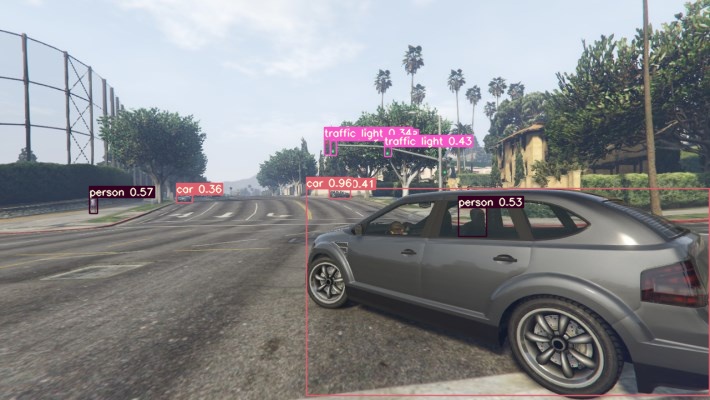 traffic light 0.34
traffic light 0.43
person 0.57
car 0.36
car 0.96
0.41
person 0.53